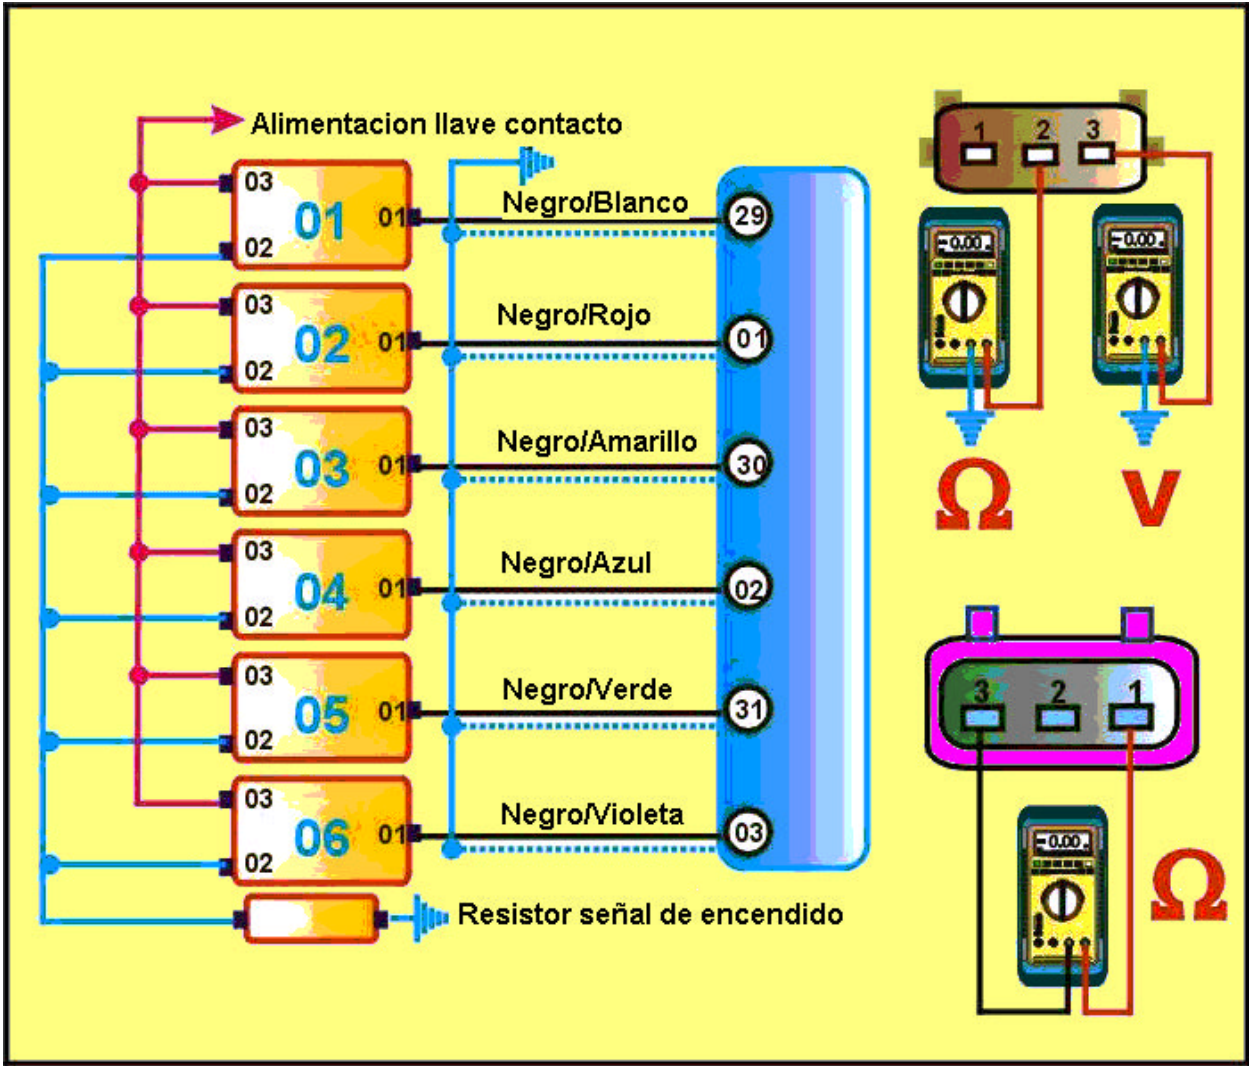 Alimentacion llave contacto
03
01
01
02
Negro/Blanco
29
03
02
01
02
Negro/Rojo
01
03
03
01
02
Negro/Amarillo
30
03
04
01
02
Negro/Azul
02
03
05
01
02
Negro/Verde
31
03
06
01
02
Negro/Violeta
03
Resistor señal de encendido
1 2 3
0.00
0.00
Ω
V
3 2 1
0.00
Ω